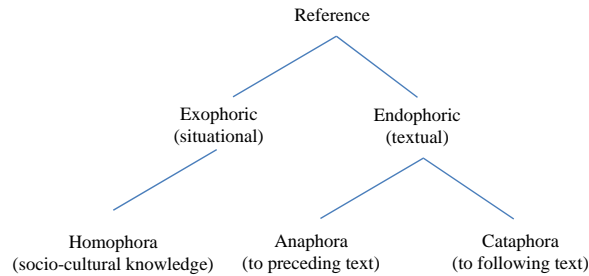 Reference
Exophoric
(situational)
Endophoric
(textual)
Homophora
(socio-cultural knowledge)
Anaphora
(to preceding text)
Cataphora
(to following text)